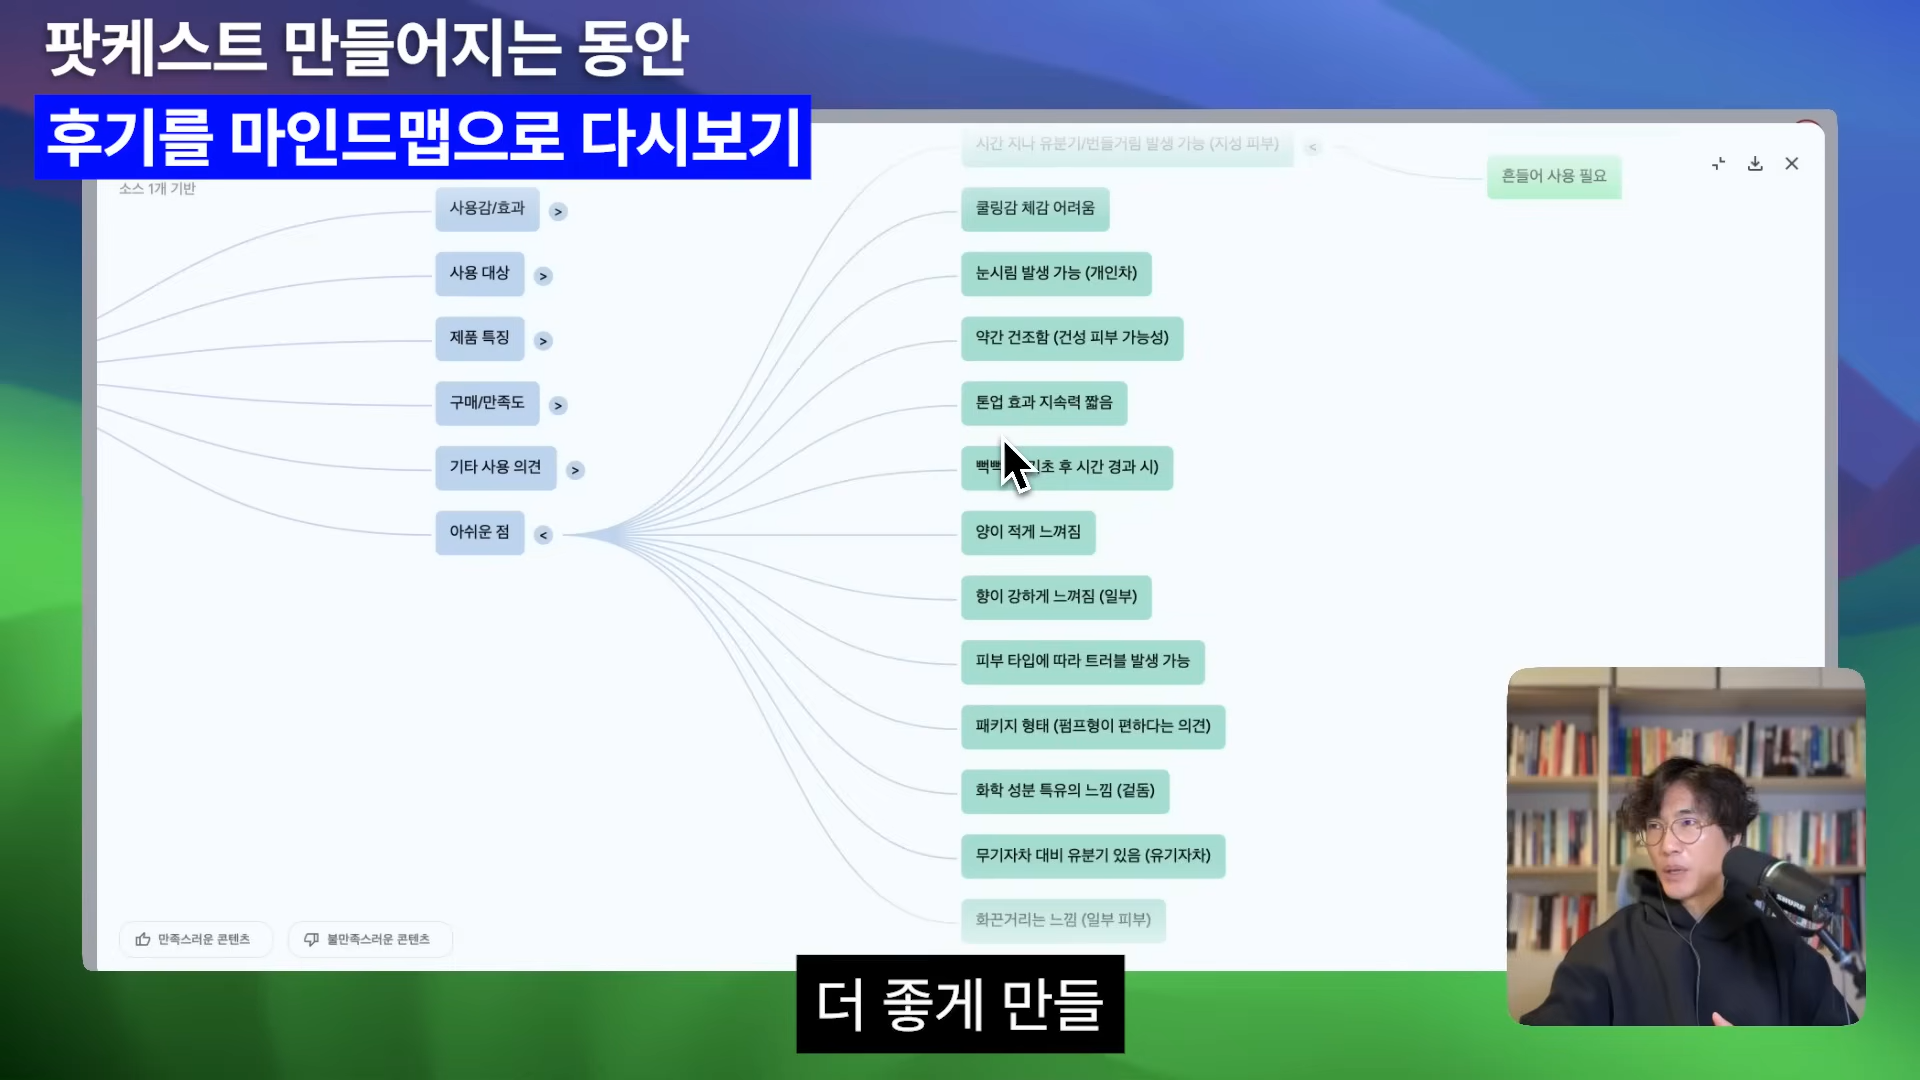 팟케스트 만들어지는 동안
후기를 마인드맵으로 다시보기
소스 1개 기반
사용감/효과 >
사용 대상 >
제품 특징 >
구매/만족도 >
기타 사용 의견 >
아쉬운 점 <
시간 지나 유분기/번들거림 발생 가능 (지성 피부) <
흔들어 사용 필요
쿨링감 체감 어려움
눈시림 발생 가능 (개인차)
약간 건조함 (건성 피부 가능성)
톤업 효과 지속력 짧음
초 후 시간 경과 시)
양이 적게 느껴짐
향이 강하게 느껴짐 (일부)
피부 타입에 따라 트러블 발생 가능
패키지 형태 (펌프형이 편하다는 의견)
화학 성분 특유의 느낌 (겉돔)
무기자차 대비 유분기 있음 (유기자차)
화끈거리는 느낌 (일부 피부)
만족스러운 콘텐츠
불만족스러운 콘텐츠
더 좋게 만들
SHURE